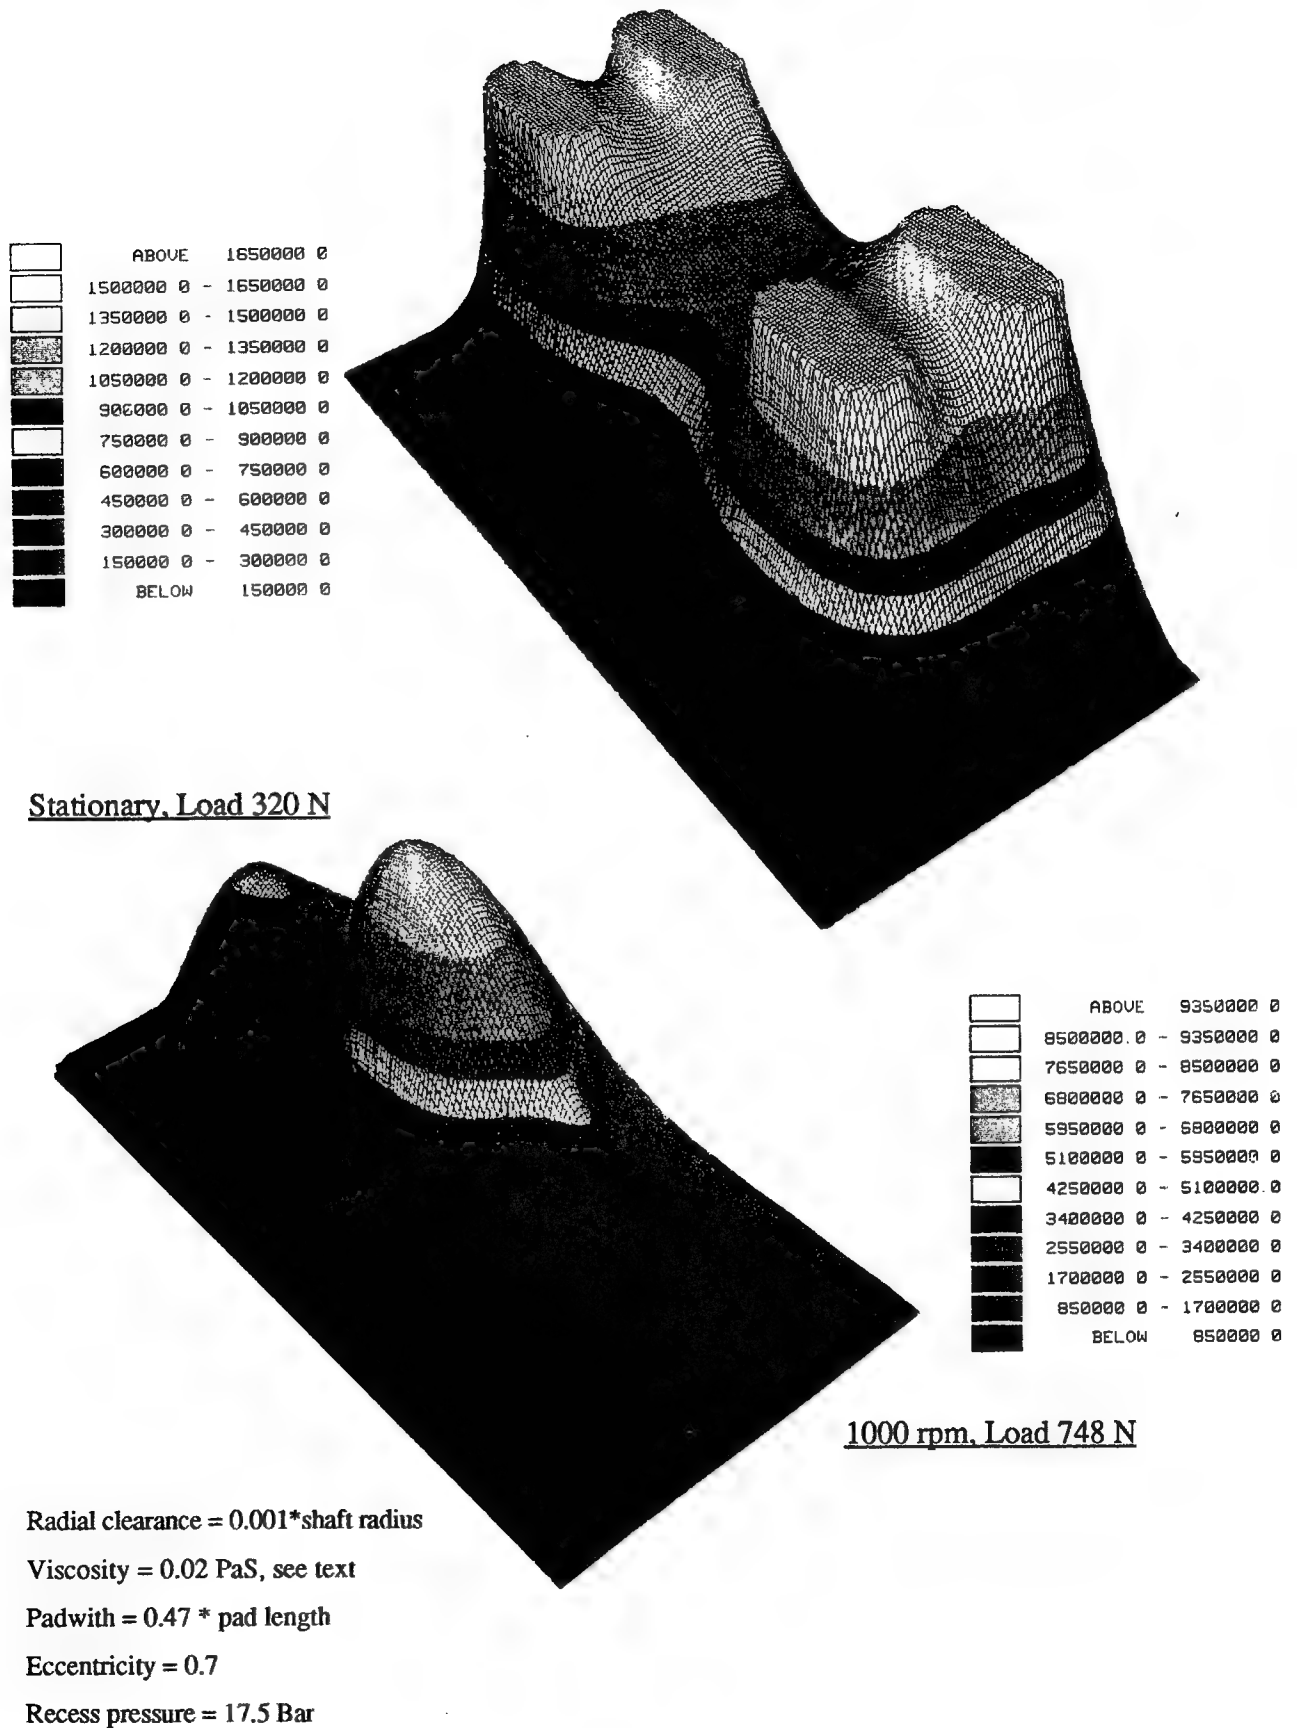 ABOVE 1650000 0
1500000 0 - 1650000 0
1350000 0 - 1500000 0
1200000 0 - 1350000 0
1050000 0 - 1200000 0
900000 0 - 1050000 0
750000 0 - 900000 0
600000 0 - 750000 0
450000 0 - 600000 0
300000 0 - 450000 0
150000 0 - 300000 0
BELOW 150000 0
Stationary, Load 320 N
ABOVE 9350000 0
8500000.0 - 9350000 0
7650000 0 - 8500000 0
6800000 0 - 7650000 0
5950000 0 - 6800000 0
5100000 0 - 5950000 0
4250000 0 - 5100000.0
3400000 0 - 4250000 0
2550000 0 - 3400000 0
1700000 0 - 2550000 0
850000 0 - 1700000 0
BELOW 850000 0
1000 rpm, Load 748 N
Radial clearance = 0.001*shaft radius
Viscosity = 0.02 PaS, see text
Padwith = 0.47 * pad length
Eccentricity = 0.7
Recess pressure = 17.5 Bar